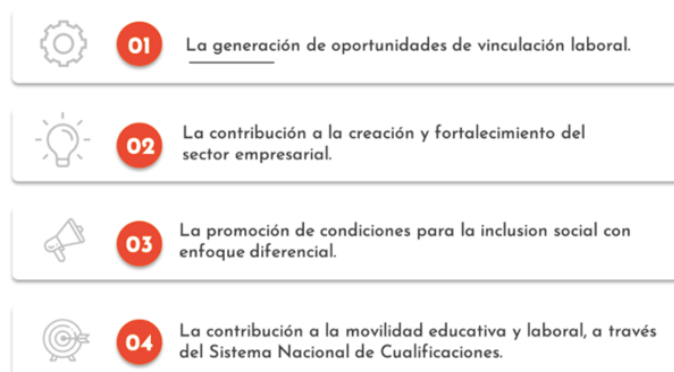 01
La generación de oportunidades de vinculación laboral.
02
La contribución a la creación y fortalecimiento del
sector empresarial.
03
La promoción de condiciones para la inclusion social con
enfoque diferencial.
04
La contribución a la movilidad educativa y laboral, a través
del Sistema Nacional de Cualificaciones.